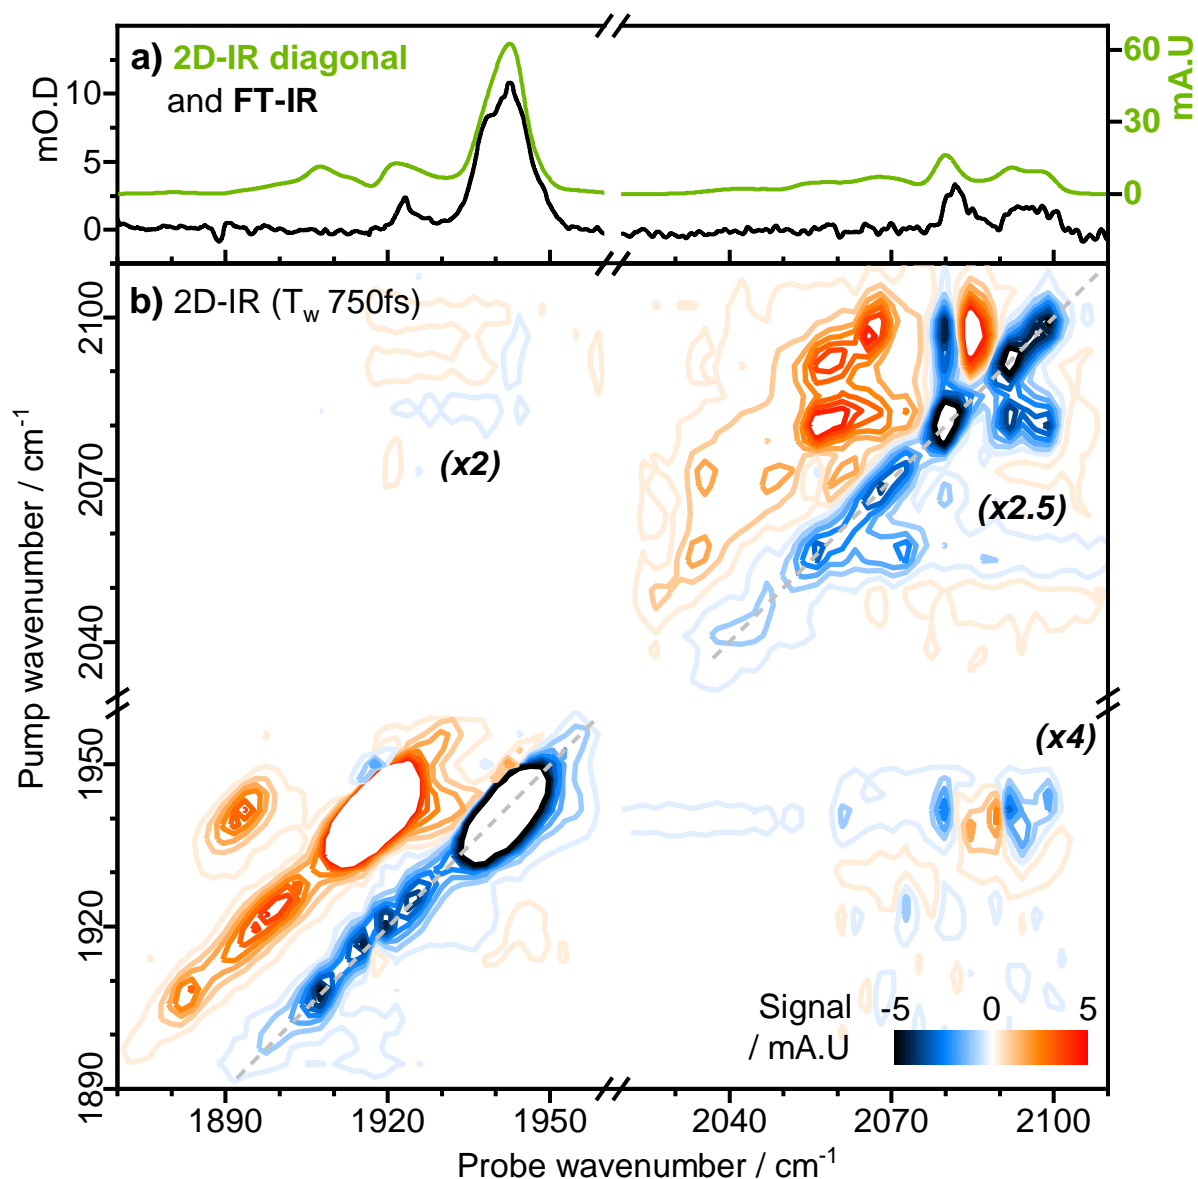 a) 2D-IR diagonal
and FT-IR
mO.D
10
5
0
60
30
0
mA.U
b) 2D-IR (Tw 750fs)
(x2)
(x2.5)
(x4)
Pump wavenumber / cm-1
2100
2070
2040
1950
1920
1890
Signal
/ mA.U
-5 0 5
1890 1920 1950 2040 2070 2100
Probe wavenumber / cm-1